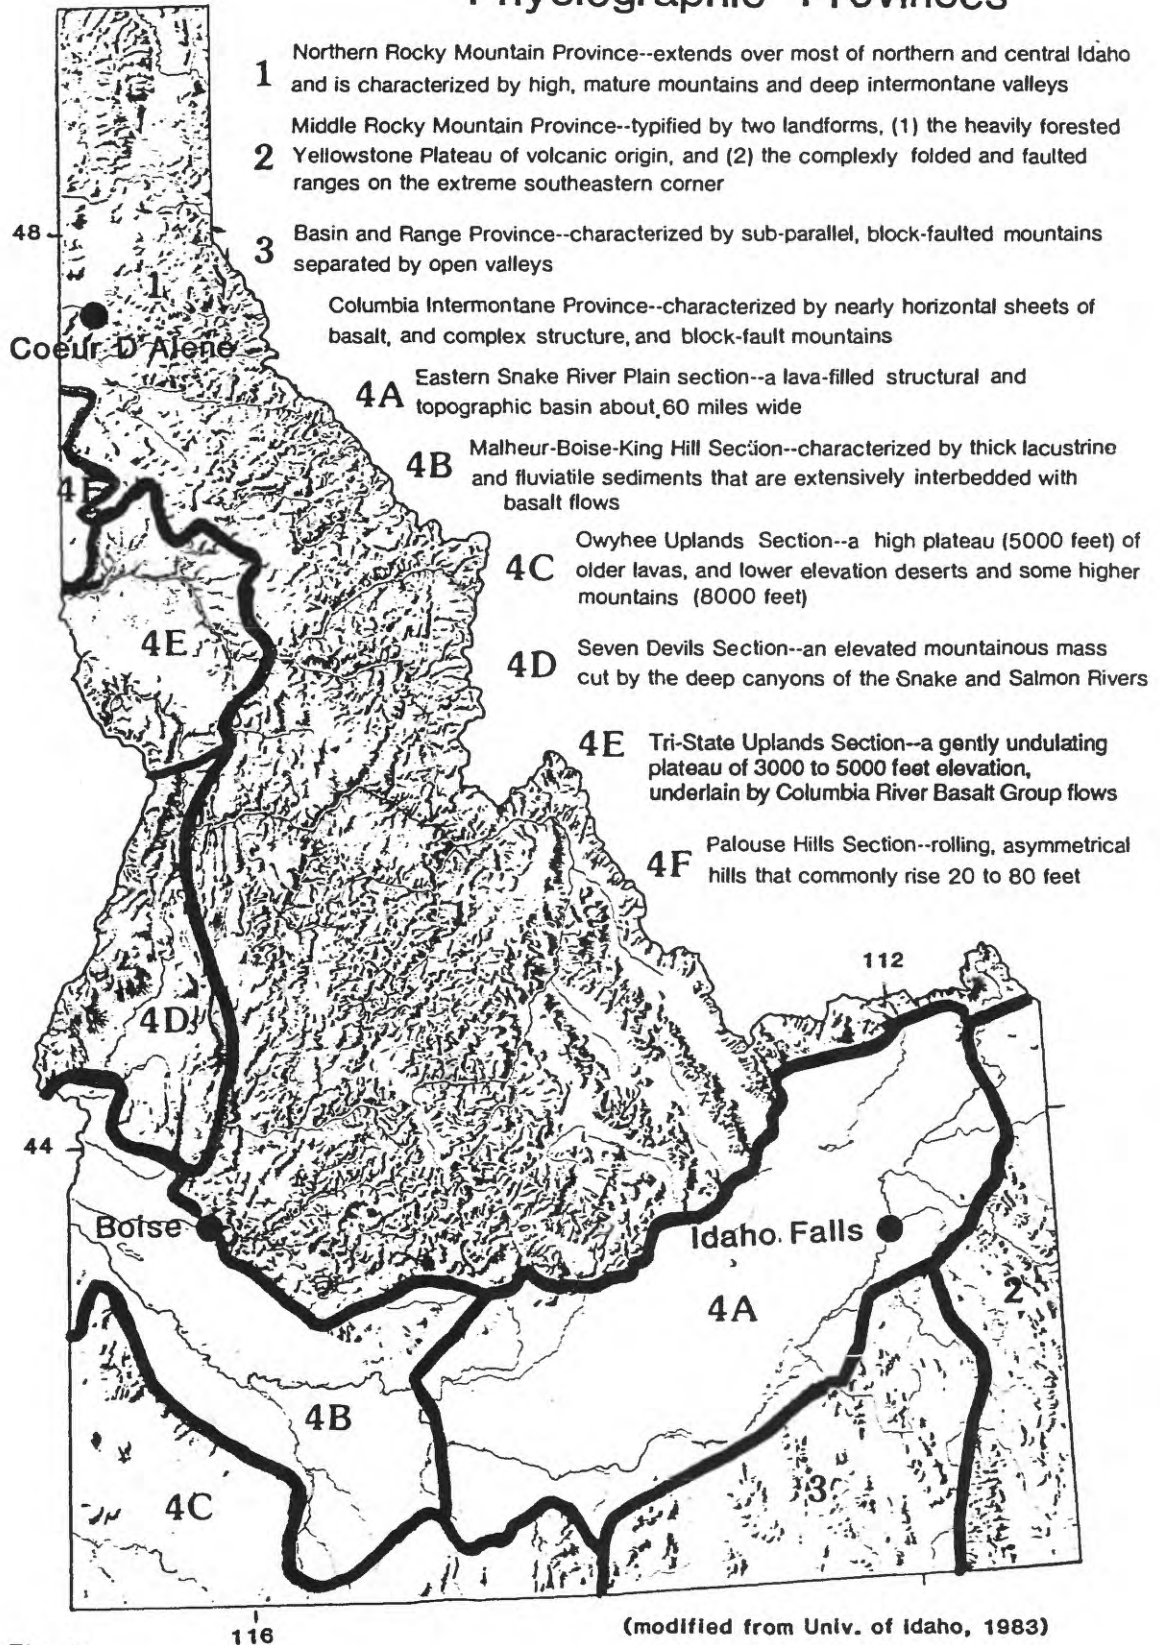 Physiographic Provinces
1 Northern Rocky Mountain Province--extends over most of northern and central Idaho
and is characterized by high, mature mountains and deep intermontane valleys
Middle Rocky Mountain Province--typified by two landforms, (1) the heavily forested
2 Yellowstone Plateau of volcanic origin, and (2) the complexly folded and faulted
ranges on the extreme southeastern corner
3 Basin and Range Province--characterized by sub-parallel, block-faulted mountains
separated by open valleys
Columbia Intermontane Province--characterized by nearly horizontal sheets of
basalt, and complex structure, and block-fault mountains
4A Eastern Snake River Plain section--a lava-filled structural and
topographic basin about 60 miles wide
4B Malheur-Boise-King Hill Section--characterized by thick lacustrine
and fluviatile sediments that are extensively interbedded with
basalt flows
4C Owyhee Uplands Section--a high plateau (5000 feet) of
older lavas, and lower elevation deserts and some higher
mountains (8000 feet)
4D Seven Devils Section--an elevated mountainous mass
cut by the deep canyons of the Snake and Salmon Rivers
4E Tri-State Uplands Section--a gently undulating
plateau of 3000 to 5000 feet elevation,
underlain by Columbia River Basalt Group flows
4F Palouse Hills Section--rolling, asymmetrical
hills that commonly rise 20 to 80 feet
48
1
Coeur D'Alene
4F
4E
1
112
4D
44
Boise
Idaho Falls
2
4A
4B
3
4C
116
(modified from Univ. of Idaho, 1983)